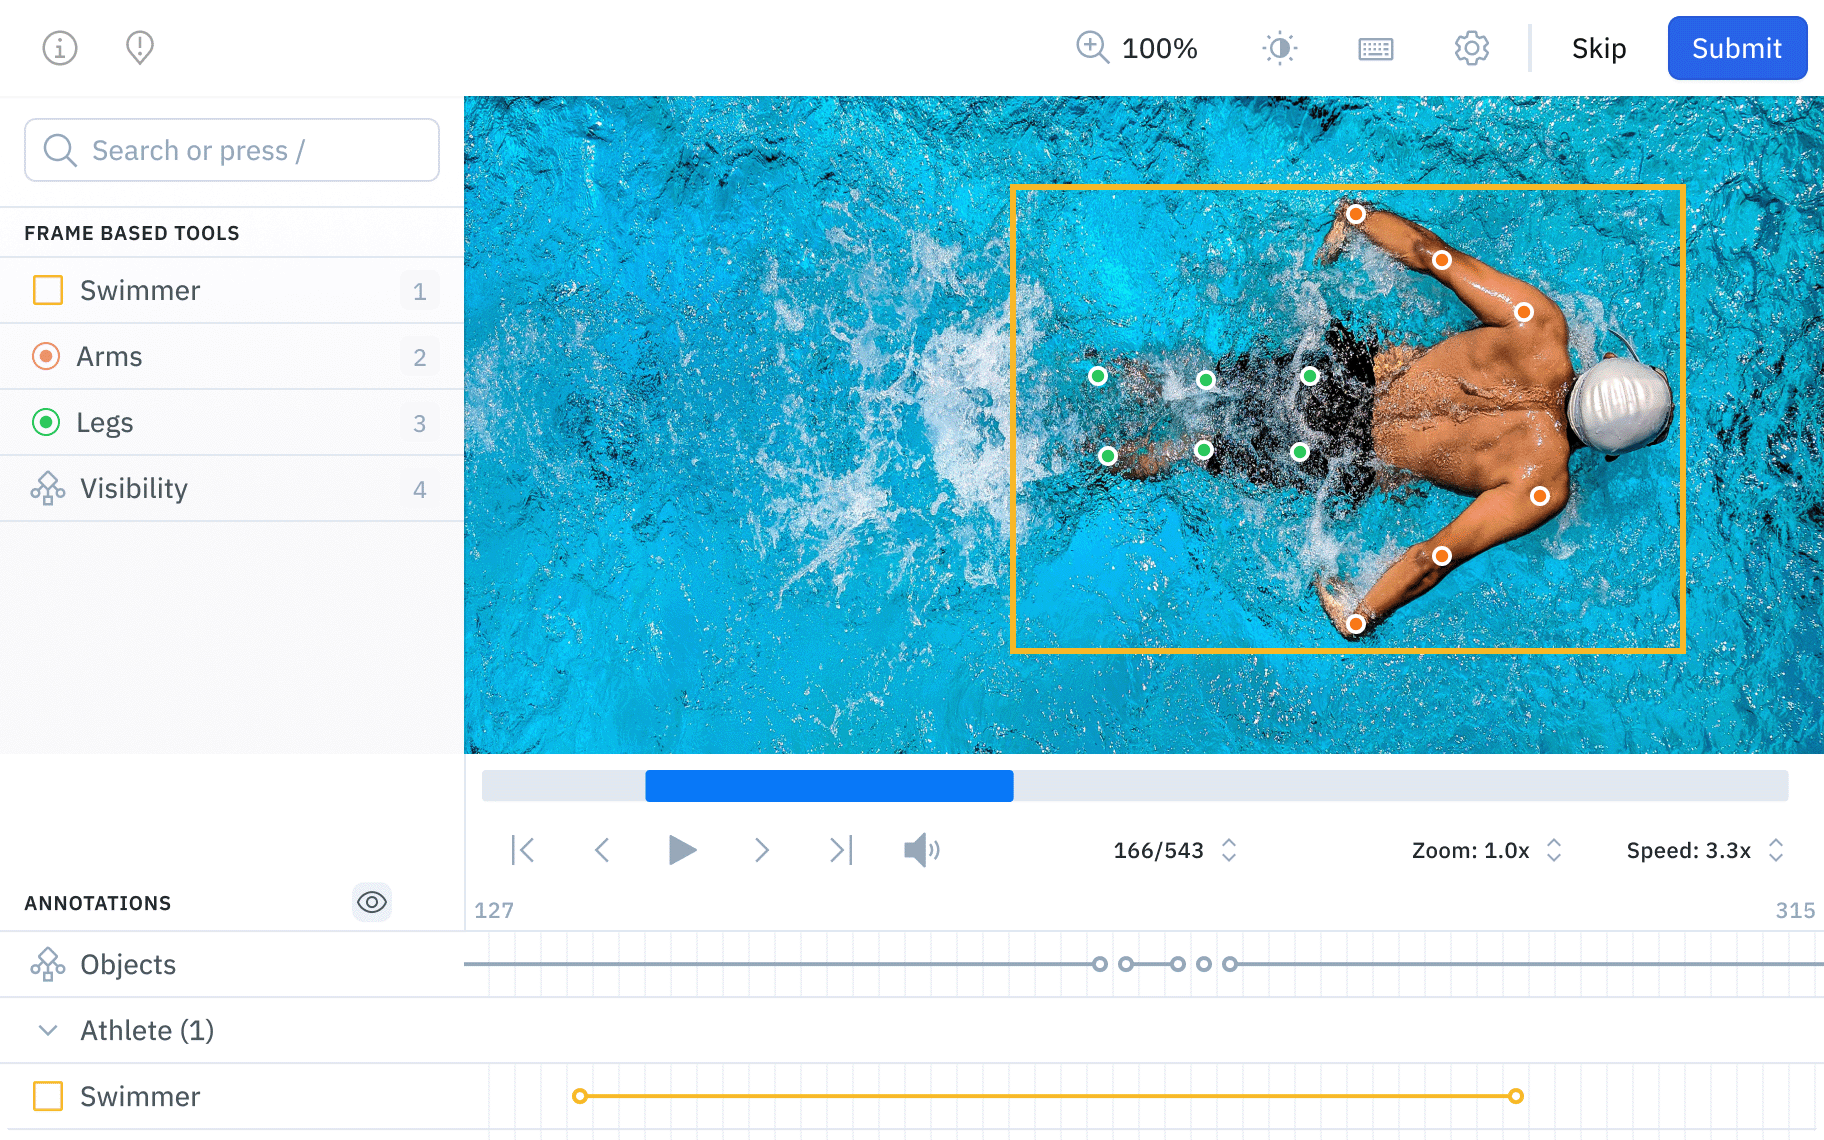 100%
Skip
Submit
Search or press /
FRAME BASED TOOLS
Swimmer 1
Arms 2
Legs 3
Visibility 4
166/543
Zoom: 1.0x
Speed: 3.3x
ANNOTATIONS
127
315
Objects
Athlete (1)
Swimmer